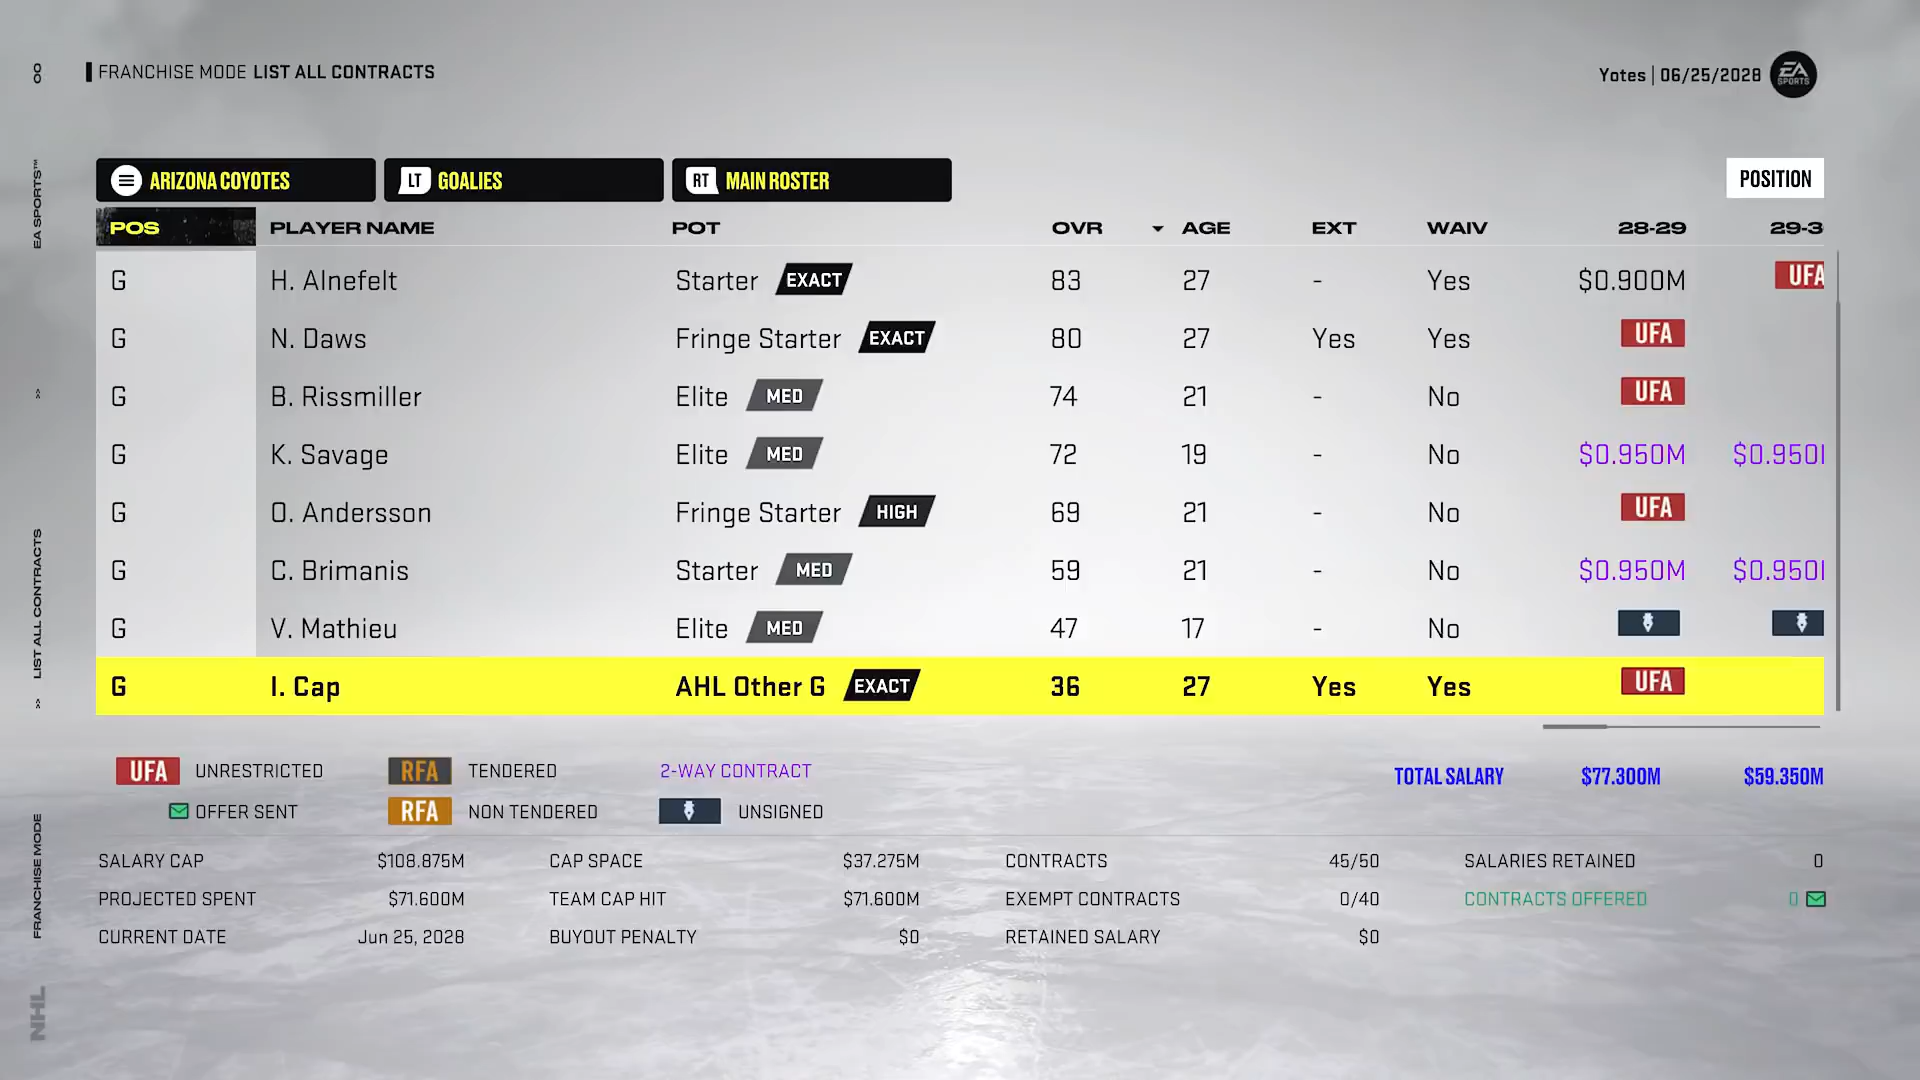 FRANCHISE MODE LIST ALL CONTRACTS
Yotes | 06/25/2028
EA SPORTS
EA SPORTS™
LIST ALL CONTRACTS
FRANCHISE MODE
NHL
ARIZONA COYOTES
LT GOALIES
RT MAIN ROSTER
POSITION
POS PLAYER NAME POT OVR AGE EXT WAIV 28-29 29-3
G H. Alnefelt Starter EXACT 83 27 - Yes $0.900M UFA
G N. Daws Fringe Starter EXACT 80 27 Yes Yes UFA
G B. Rissmiller Elite MED 74 21 - No UFA
G K. Savage Elite MED 72 19 - No $0.950M $0.950
G O. Andersson Fringe Starter HIGH 69 21 - No UFA
G C. Brimanis Starter MED 59 21 - No $0.950M $0.950
G V. Mathieu Elite MED 47 17 - No
G I. Cap AHL Other G EXACT 36 27 Yes Yes UFA
UFA UNRESTRICTED RFA TENDERED 2-WAY CONTRACT
TOTAL SALARY $77.300M $59.350M
OFFER SENT RFA NON TENDERED UNSIGNED
SALARY CAP $108.875M CAP SPACE $37.275M CONTRACTS 45/50 SALARIES RETAINED 0
PROJECTED SPENT $71.600M TEAM CAP HIT $71.600M EXEMPT CONTRACTS 0/40 CONTRACTS OFFERED 0
CURRENT DATE Jun 25, 2028 BUYOUT PENALTY $0 RETAINED SALARY $0